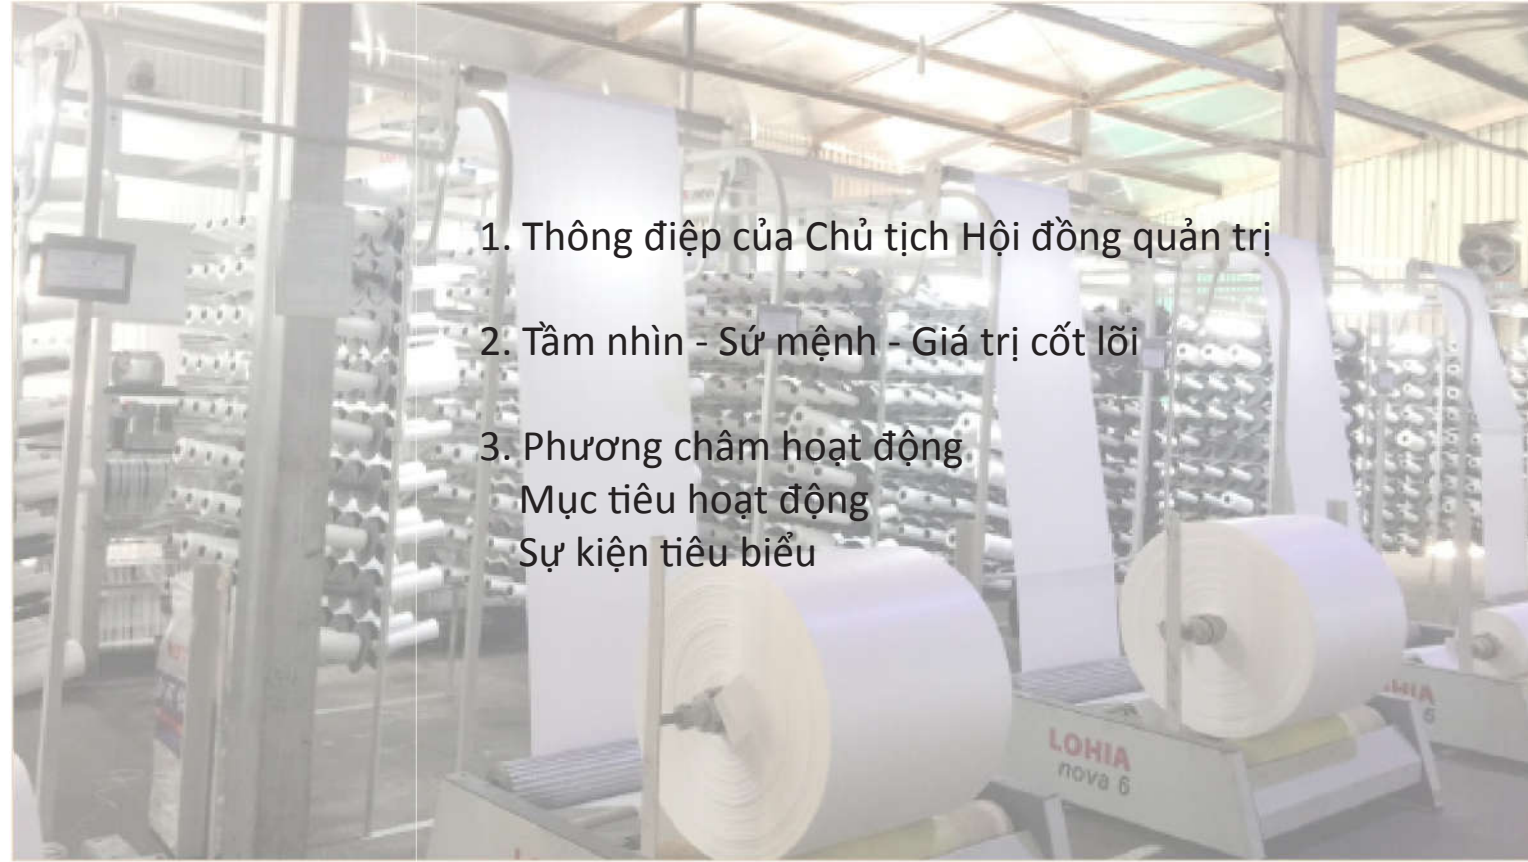 1. Thông điệp của Chủ tịch Hội đồng quản trị
2. Tầm nhìn - Sứ mệnh - Giá trị cốt lõi
3. Phương châm hoạt động
Mục tiêu hoạt động
Sự kiện tiêu biểu
LOHIA
nova 6